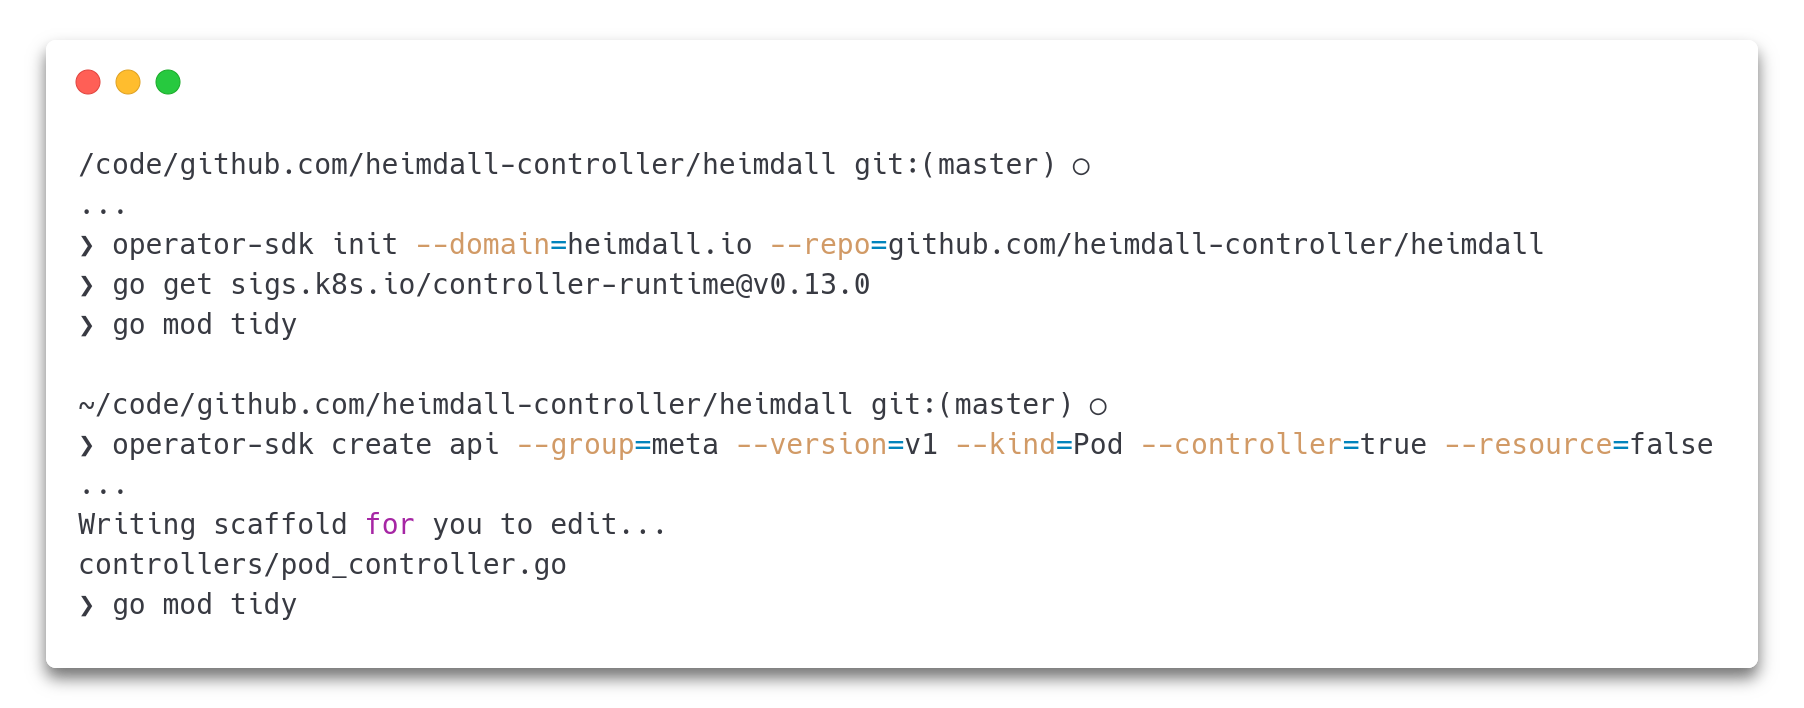 /code/github.com/heimdall-controller/heimdall git:(master) ○
...
❯ operator-sdk init --domain=heimdall.io --repo=github.com/heimdall-controller/heimdall
❯ go get sigs.k8s.io/controller-runtime@v0.13.0
❯ go mod tidy
~/code/github.com/heimdall-controller/heimdall git:(master) ○
❯ operator-sdk create api --group=meta --version=v1 --kind=Pod --controller=true --resource=false
...
Writing scaffold for you to edit...
controllers/pod_controller.go
❯ go mod tidy